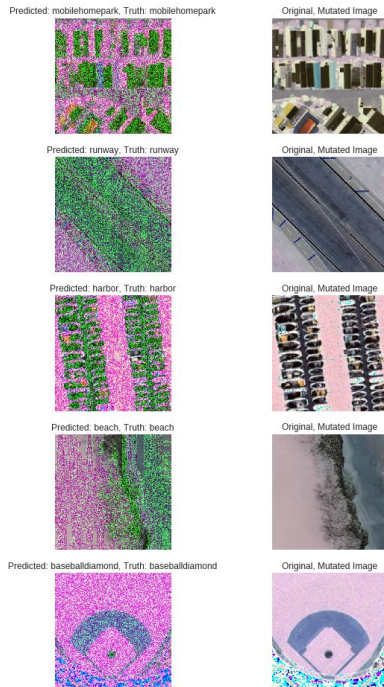 Predicted: mobilehomepark, Truth: mobilehomepark
Original, Mutated Image
Predicted: runway, Truth: runway
Original, Mutated Image
Predicted: harbor, Truth: harbor
Original, Mutated Image
Predicted: beach, Truth: beach
Original, Mutated Image
Predicted: baseballdiamond, Truth: baseballdiamond
Original, Mutated Image